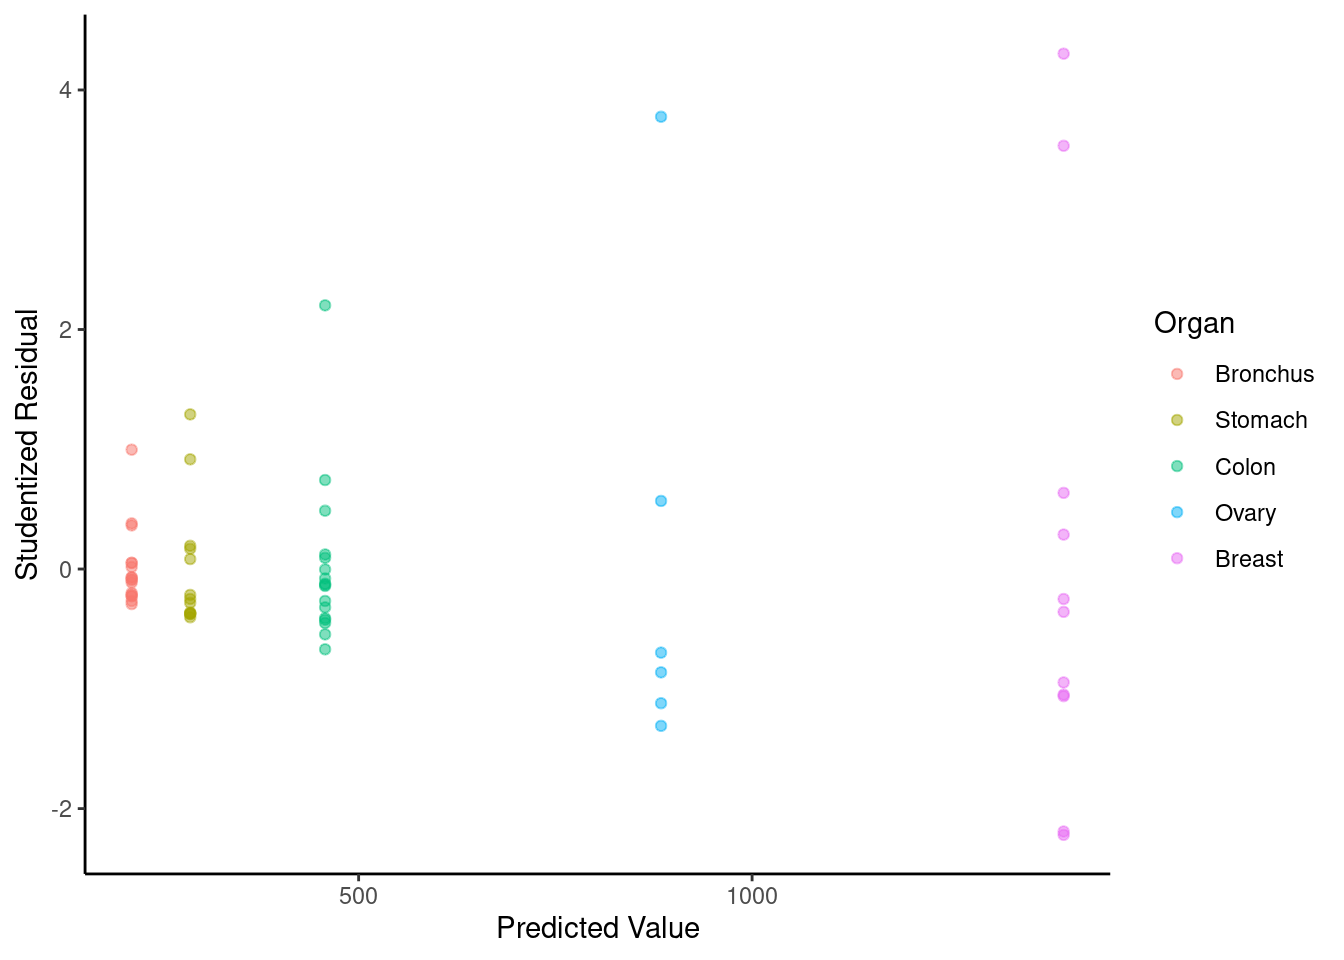 4
2
0
-2
Studentized Residual
500
1000
Predicted Value
Organ
Bronchus
Stomach
Colon
Ovary
Breast